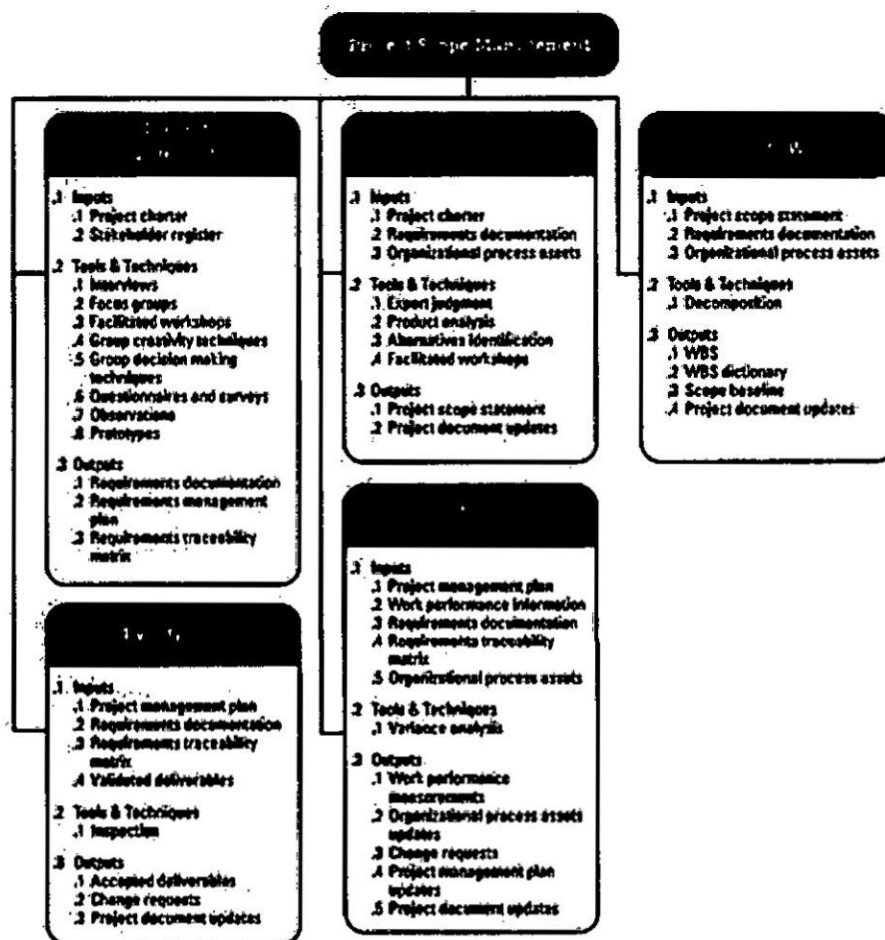 Project Scope Management
.1 Inputs
.1 Project charter
.2 Stakeholder register
.2 Tools & Techniques
.1 Interviews
.2 Focus groups
.3 Facilitated workshops
.4 Group creativity techniques
.5 Group decision making
techniques
.6 Questionnaires and surveys
.7 Observations
.8 Prototypes
.3 Outputs
.1 Requirements documentation
.2 Requirements management
plan
.3 Requirements traceability
matrix
.1 Inputs
.1 Project charter
.2 Requirements documentation
.3 Organizational process assets
.2 Tools & Techniques
.1 Expert judgment
.2 Product analysis
.3 Alternatives identification
.4 Facilitated workshops
.3 Outputs
.1 Project scope statement
.2 Project document updates
.1 Inputs
.1 Project scope statement
.2 Requirements documentation
.3 Organizational process assets
.2 Tools & Techniques
.1 Decomposition
.3 Outputs
.1 WBS
.2 WBS dictionary
.3 Scope baseline
.4 Project document updates
.1 Inputs
.1 Project management plan
.2 Requirements documentation
.3 Requirements traceability
matrix
.4 Validated deliverables
.2 Tools & Techniques
.1 Inspection
.3 Outputs
.1 Accepted deliverables
.2 Change requests
.3 Project document updates
.1 Inputs
.1 Project management plan
.2 Work performance information
.3 Requirements documentation
.4 Requirements traceability
matrix
.5 Organizational process assets
.2 Tools & Techniques
.1 Variance analysis
.3 Outputs
.1 Work performance
measurements
.2 Organizational process assets
updates
.3 Change requests
.4 Project management plan
updates
.5 Project document updates